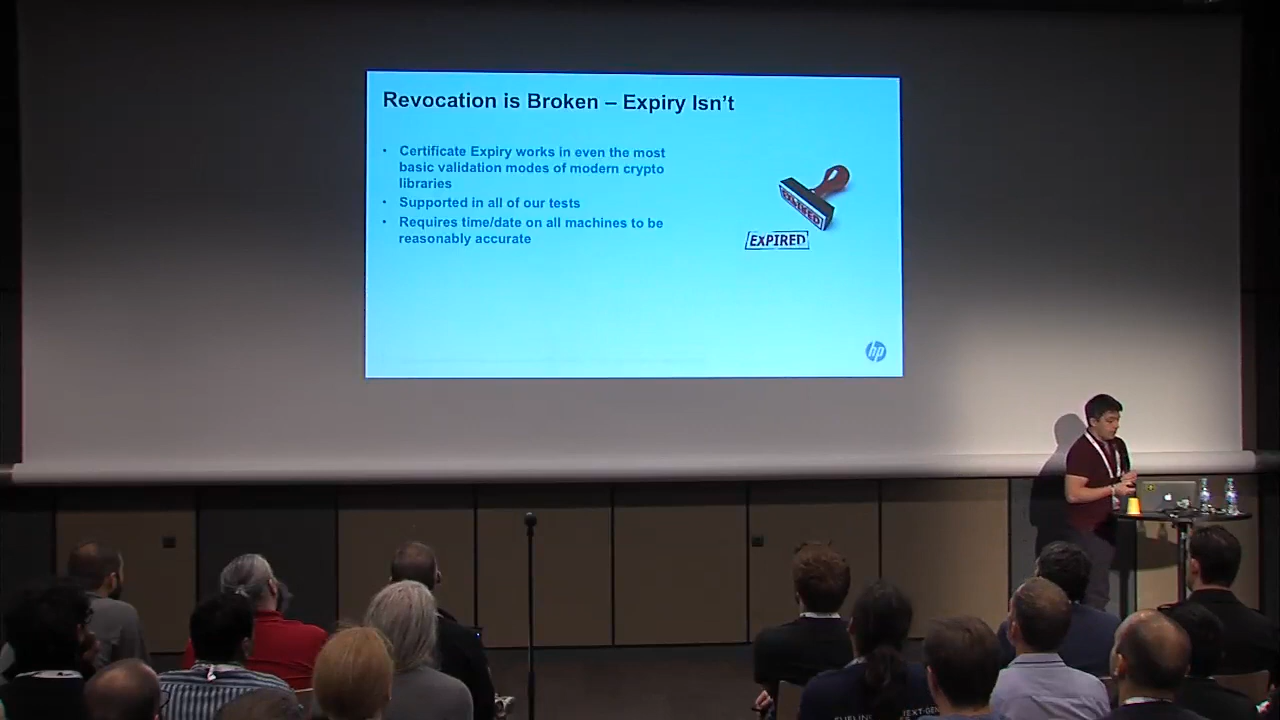 Revocation is Broken – Expiry Isn't
• Certificate Expiry works in even the most
basic validation modes of modern crypto
libraries
• Supported in all of our tests
• Requires time/date on all machines to be
reasonably accurate
EXPIRED
EXPIRED
hp